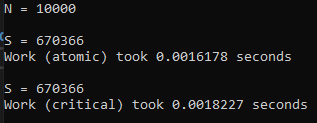 N = 10000
S = 670366
Work (atomic) took 0.0016178 seconds
S = 670366
Work (critical) took 0.0018227 seconds